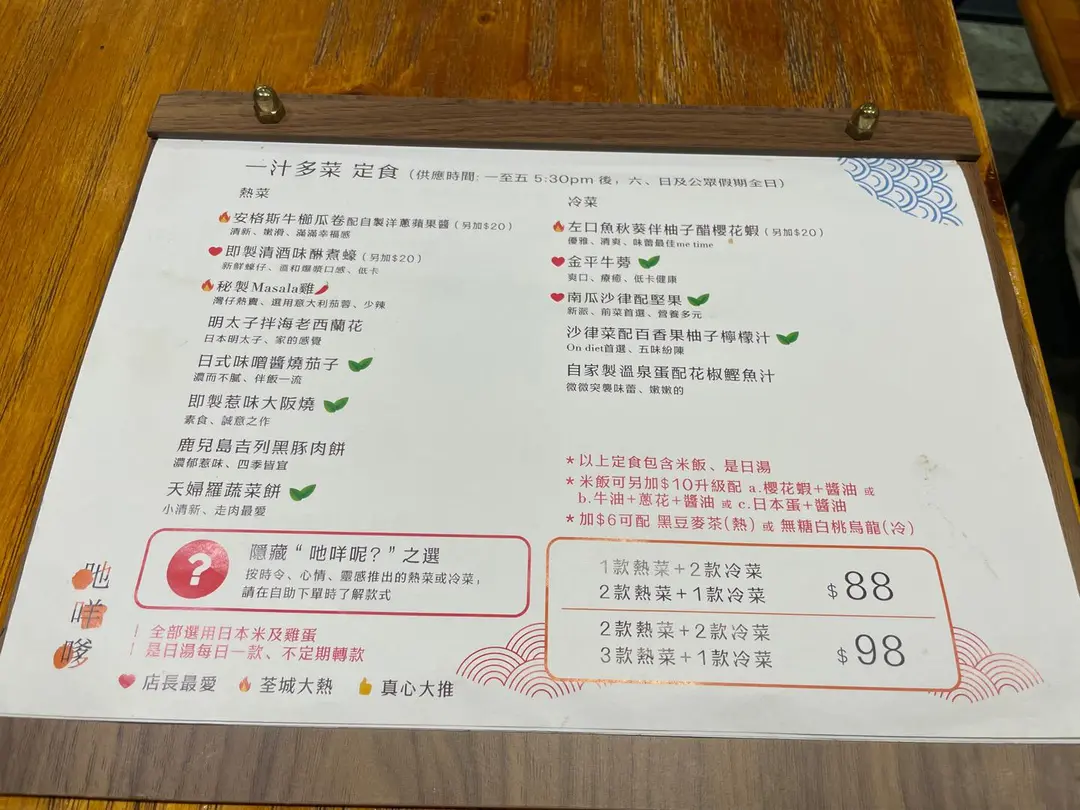 一汁多菜 定食 (供應時間: 一至五 5:30pm 後，六、日及公眾假期全日)
熱菜
安格斯牛櫛瓜卷配自製洋蔥蘋果醬 (另加$20)
清新、嫩滑、滿滿幸福感
即製清酒味醂煮蠔 (另加$20)
新鮮蠔仔、溫和爆漿口感、低卡
秘製Masala雞
灣仔熱賣、選用意大利茄蓉、少辣
明太子拌海老西蘭花
日本明太子、家的感覺
日式味噌醬燒茄子
濃而不膩、伴飯一流
即製惹味大阪燒
素食、誠意之作
鹿兒島吉列黑豚肉餅
濃郁惹味、四季皆宜
天婦羅蔬菜餅
小清新、走肉最愛
冷菜
左口魚秋葵伴柚子醋櫻花蝦 (另加$20)
優雅、清爽、味蕾最佳me time
金平牛蒡
爽口、療癒、低卡健康
南瓜沙律配堅果
新派、前菜首選、營養多元
沙律菜配百香果柚子檸檬汁
On diet首選、五味紛陳
自家製溫泉蛋配花椒鰹魚汁
微微突襲味蕾、嫩嫩的
*以上定食包含米飯、是日湯
*米飯可另加$10升級配 a.櫻花蝦+醬油 或
b.牛油+蔥花+醬油 或 c.日本蛋+醬油
*加$6可配 黑豆麥茶(熱) 或 無糖白桃烏龍(冷)
?
隱藏“吔咩呢?”之選
按時令、心情、靈感推出的熱菜或冷菜，
請在自助下單時了解款式
1款熱菜+2款冷菜
2款熱菜+1款冷菜
$88
2款熱菜+2款冷菜
3款熱菜+1款冷菜
$98
吔
咩
嗲
! 全部選用日本米及雞蛋
! 是日湯每日一款、不定期轉款
店長最愛 荃城大熱 真心大推